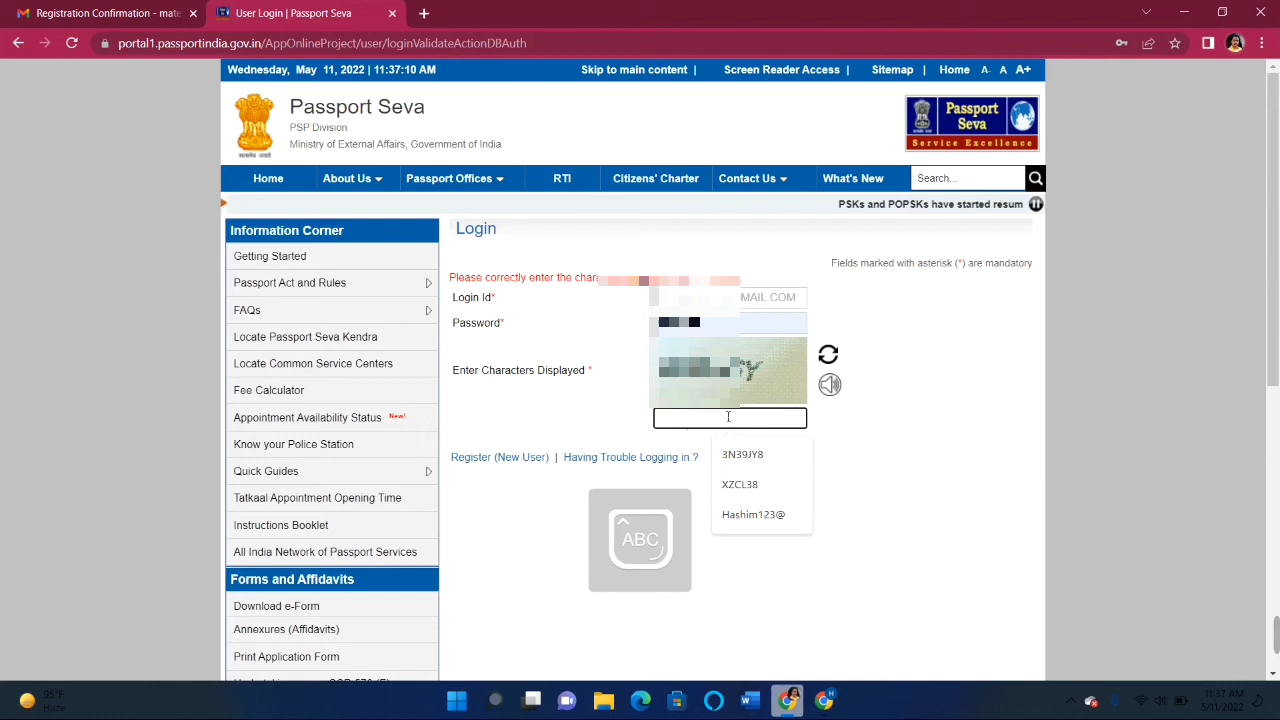 Registration Confirmation - mate
User Login | Passport Seva
portal1.passportindia.gov.in/AppOnlineProject/user/loginValidateActionDBAuth
Wednesday, May 11, 2022 | 11:37:10 AM
Skip to main content | Screen Reader Access | Sitemap | Home A- A A+
Passport Seva
PSP Division
Ministry of External Affairs, Government of India
सत्यमेव जयते
Passport
Seva
Service Excellence
Home About Us Passport Offices RTI Citizens' Charter Contact Us What's New Search...
PSKs and POPSKs have started resum
Information Corner
Getting Started
Passport Act and Rules
FAQs
Locate Passport Seva Kendra
Locate Common Service Centers
Fee Calculator
Appointment Availability Status New!
Know your Police Station
Quick Guides
Tatkaal Appointment Opening Time
Instructions Booklet
All India Network of Passport Services
Forms and Affidavits
Download e-Form
Annexures (Affidavits)
Print Application Form
Login
Fields marked with asterisk (*) are mandatory
Please correctly enter the
Login Id* MAIL.COM
Password*
Enter Characters Displayed *
Register (New User) | Having Trouble Logging in ?
3N39JY8
XZCL38
Hashim123@
ABC
95°F
Haze
11:37 AM
5/11/2022